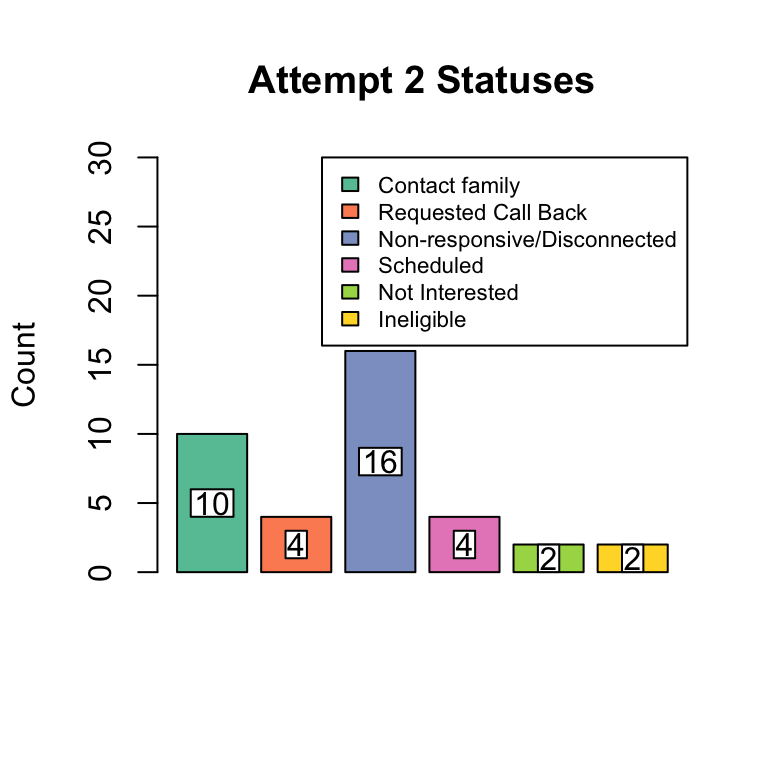 Attempt 2 Statuses
Count
30
25
20
15
10
5
0
Contact family
Requested Call Back
Non-responsive/Disconnected
Scheduled
Not Interested
Ineligible
10
4
16
4
2
2